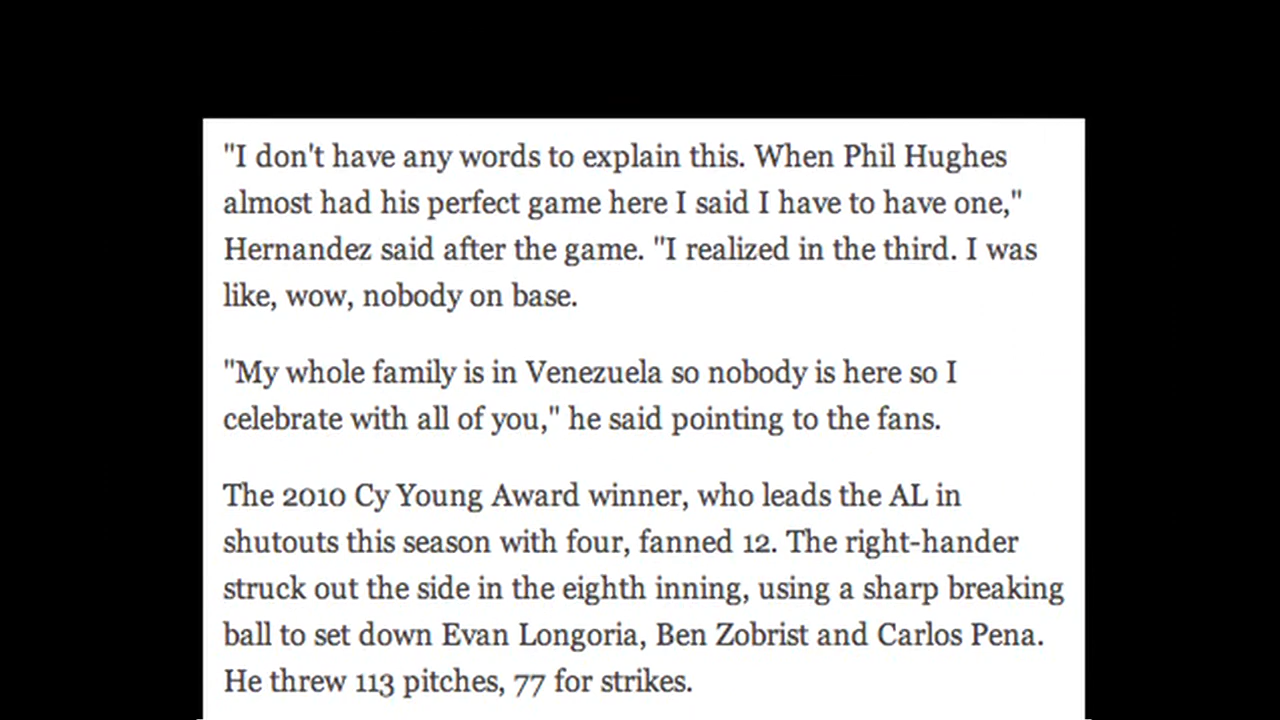 "I don't have any words to explain this. When Phil Hughes
almost had his perfect game here I said I have to have one,"
Hernandez said after the game. "I realized in the third. I was
like, wow, nobody on base.
"My whole family is in Venezuela so nobody is here so I
celebrate with all of you," he said pointing to the fans.
The 2010 Cy Young Award winner, who leads the AL in
shutouts this season with four, fanned 12. The right-hander
struck out the side in the eighth inning, using a sharp breaking
ball to set down Evan Longoria, Ben Zobrist and Carlos Pena.
He threw 113 pitches, 77 for strikes.